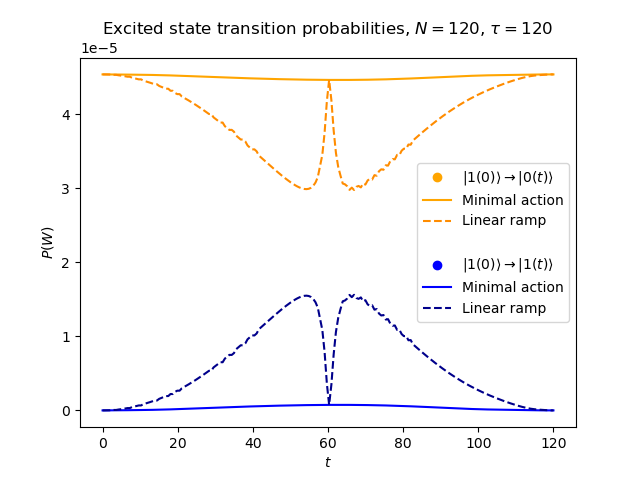 Excited state transition probabilities, $N = 120$, $\tau = 120$
1e−5
4
3
2
1
0
P(W)
|1(0)⟩ → |0(t)⟩
Minimal action
Linear ramp
|1(0)⟩ → |1(t)⟩
Minimal action
Linear ramp
0 20 40 60 80 100 120
t